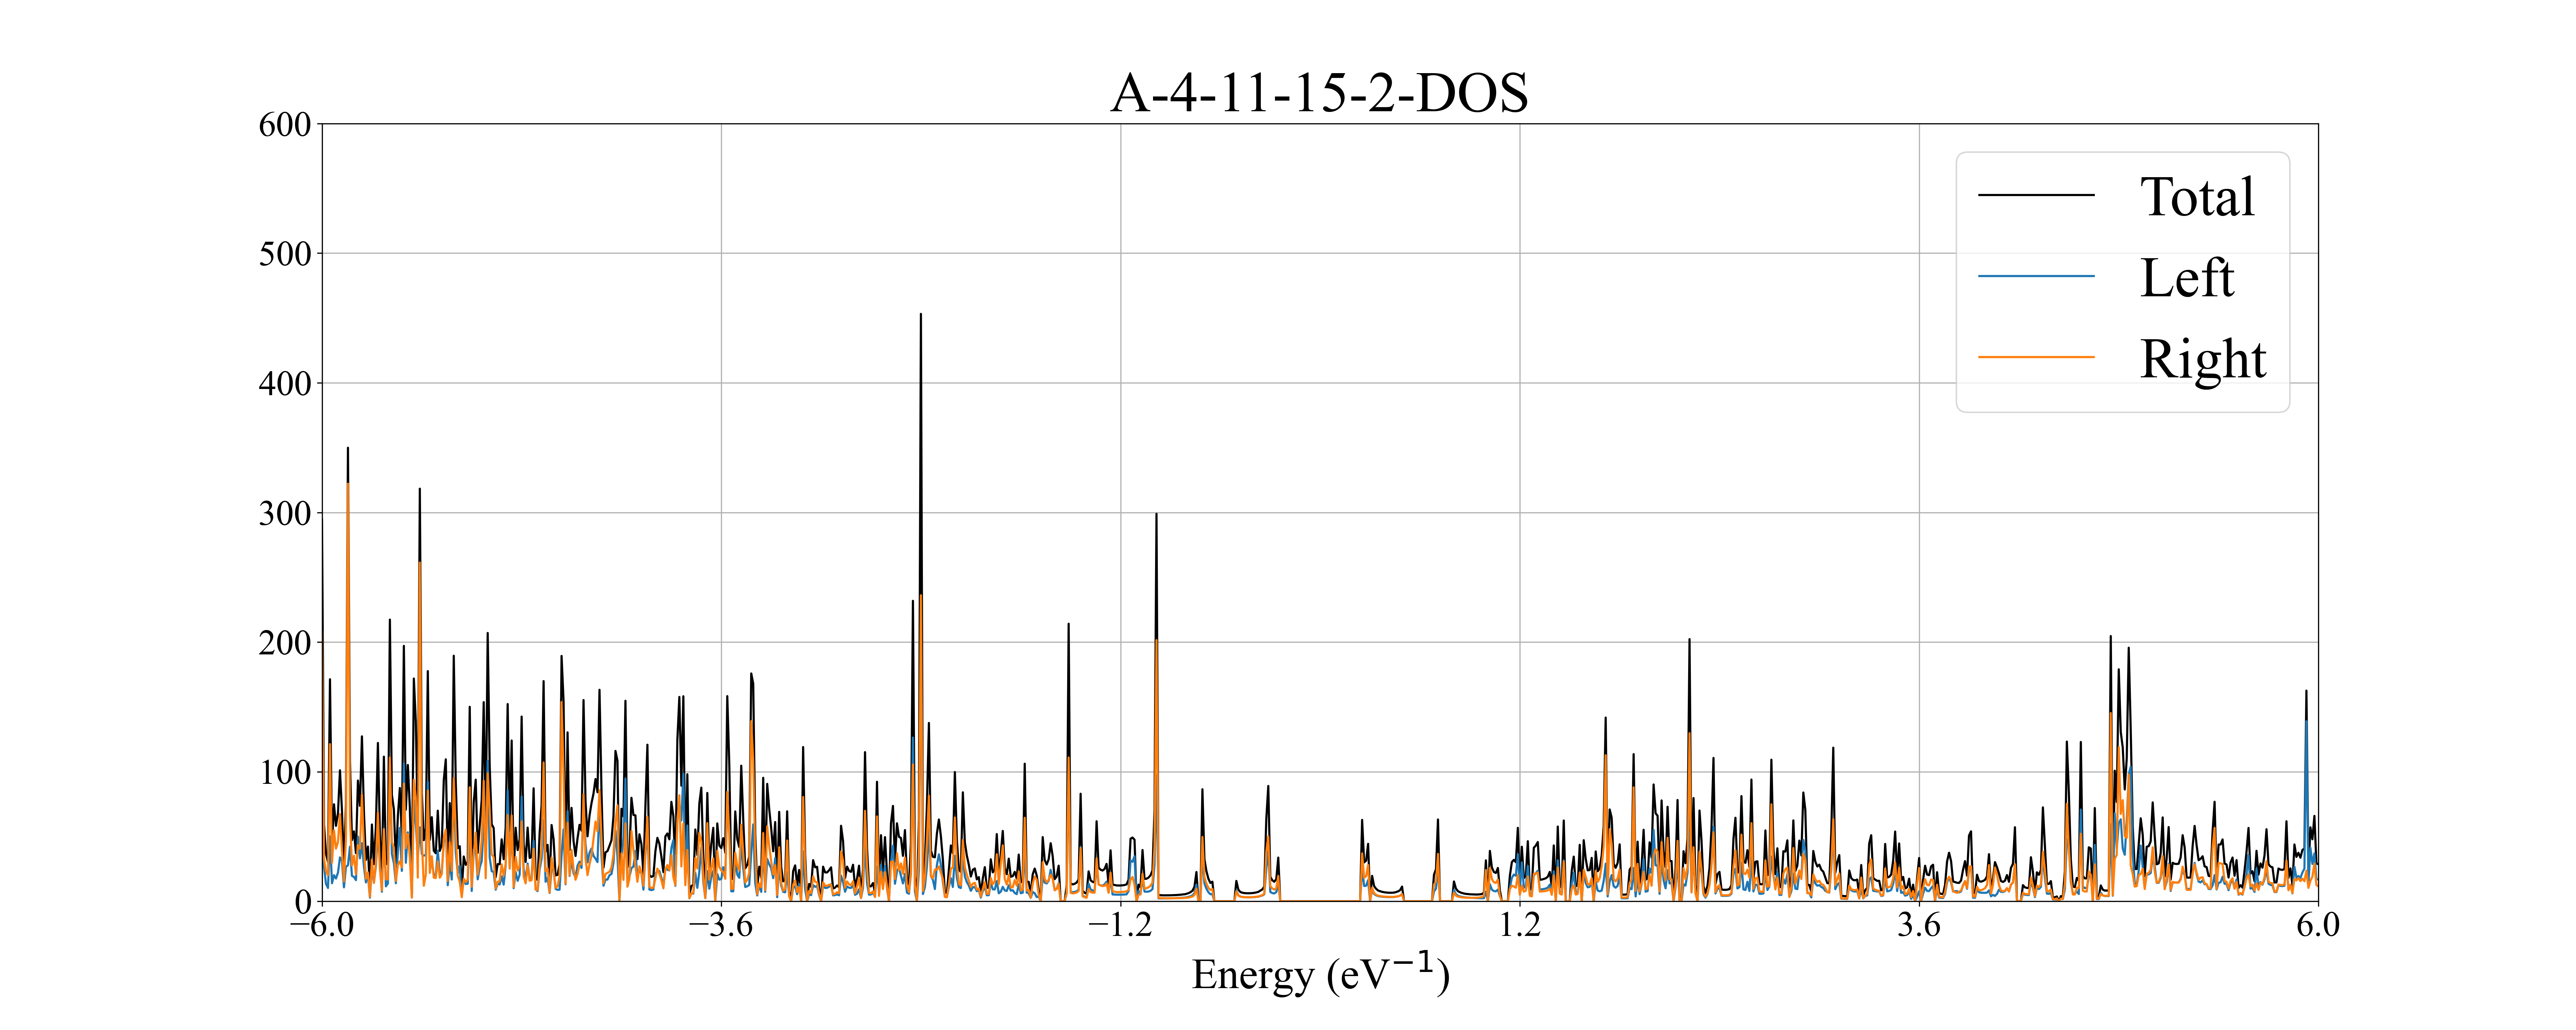 A-4-11-15-2-DOS
600
500
400
300
200
100
0
Total
Left
Right
−6.0 −3.6 −1.2 1.2 3.6 6.0
Energy (eV⁻¹)